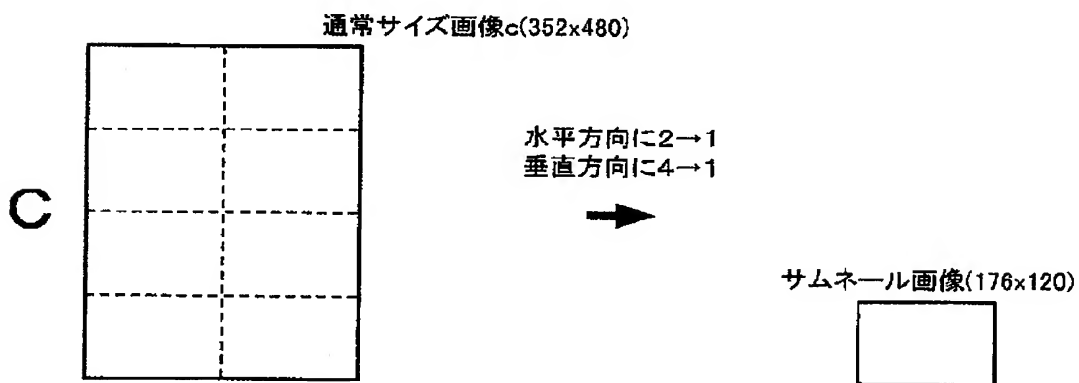 通常サイズ画像c(352x480)
水平方向に2→1
垂直方向に4→1
C
サムネール画像(176x120)